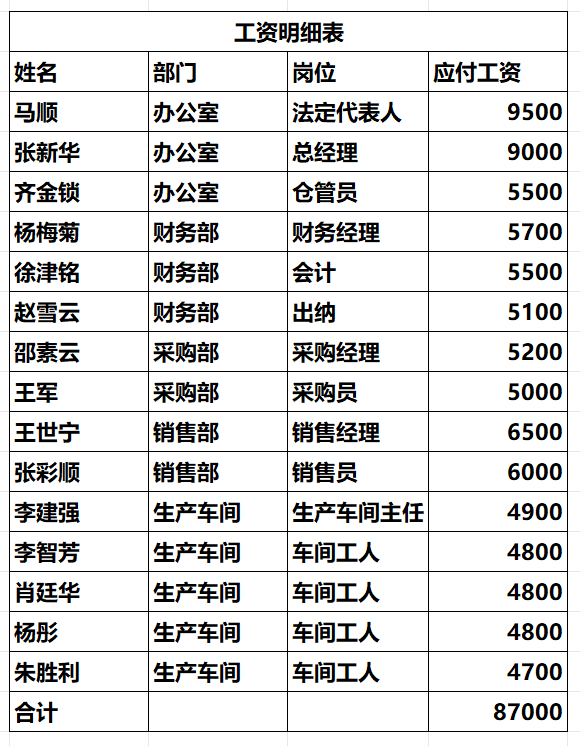 工资明细表
姓名 部门 岗位 应付工资
马顺 办公室 法定代表人 9500
张新华 办公室 总经理 9000
齐金锁 办公室 仓管员 5500
杨梅菊 财务部 财务经理 5700
徐津铭 财务部 会计 5500
赵雪云 财务部 出纳 5100
邵素云 采购部 采购经理 5200
王军 采购部 采购员 5000
王世宁 销售部 销售经理 6500
张彩顺 销售部 销售员 6000
李建强 生产车间 生产车间主任 4900
李智芳 生产车间 车间工人 4800
肖廷华 生产车间 车间工人 4800
杨彤 生产车间 车间工人 4800
朱胜利 生产车间 车间工人 4700
合计 87000